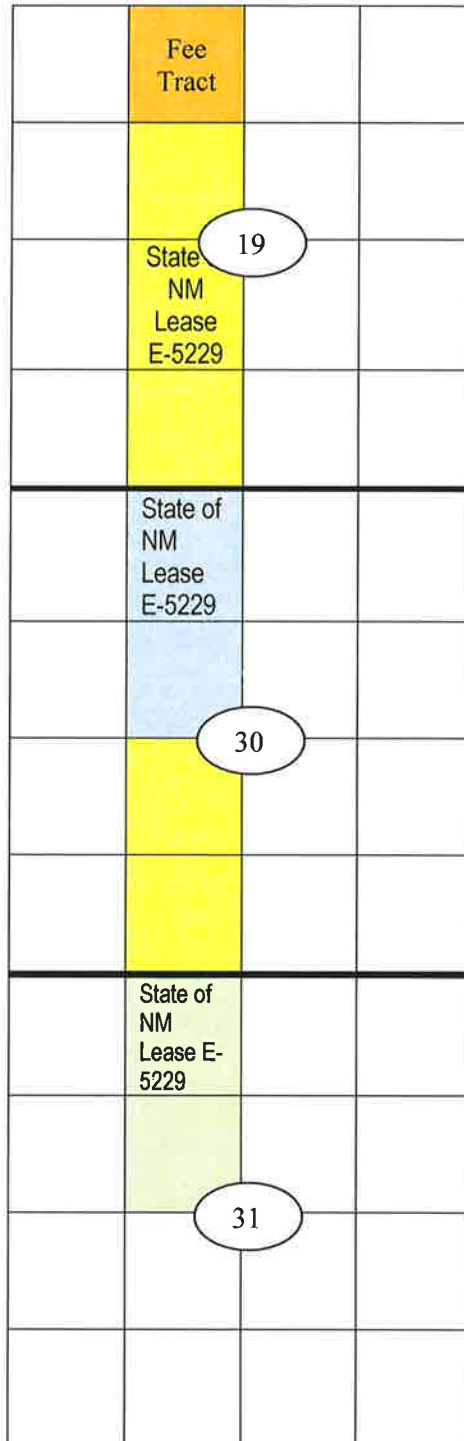 Fee
Tract
19
State
NM
Lease
E-5229
State of
NM
Lease
E-5229
30
State of
NM
Lease E-
5229
31